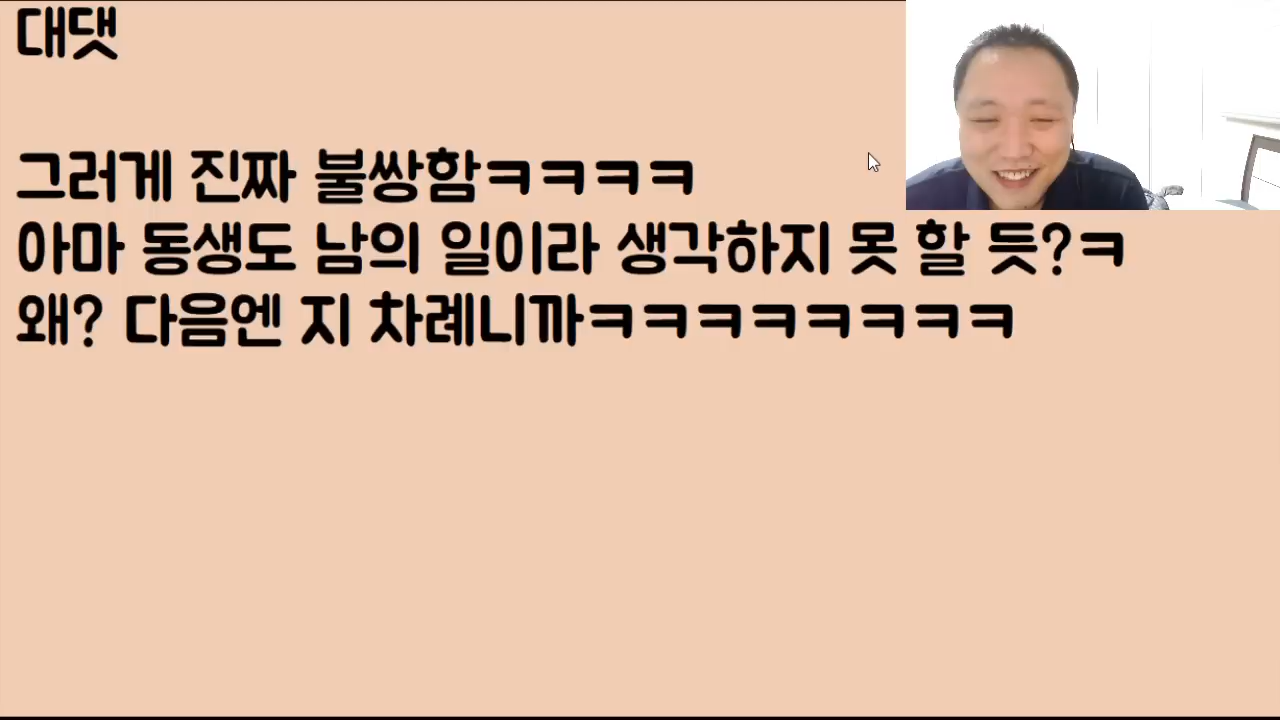 대댓
그러게 진짜 불쌍함ㅋㅋㅋㅋ
아마 동생도 남의 일이라 생각하지 못 할 듯?ㅋ
왜? 다음엔 지 차례니까ㅋㅋㅋㅋㅋㅋㅋㅋ